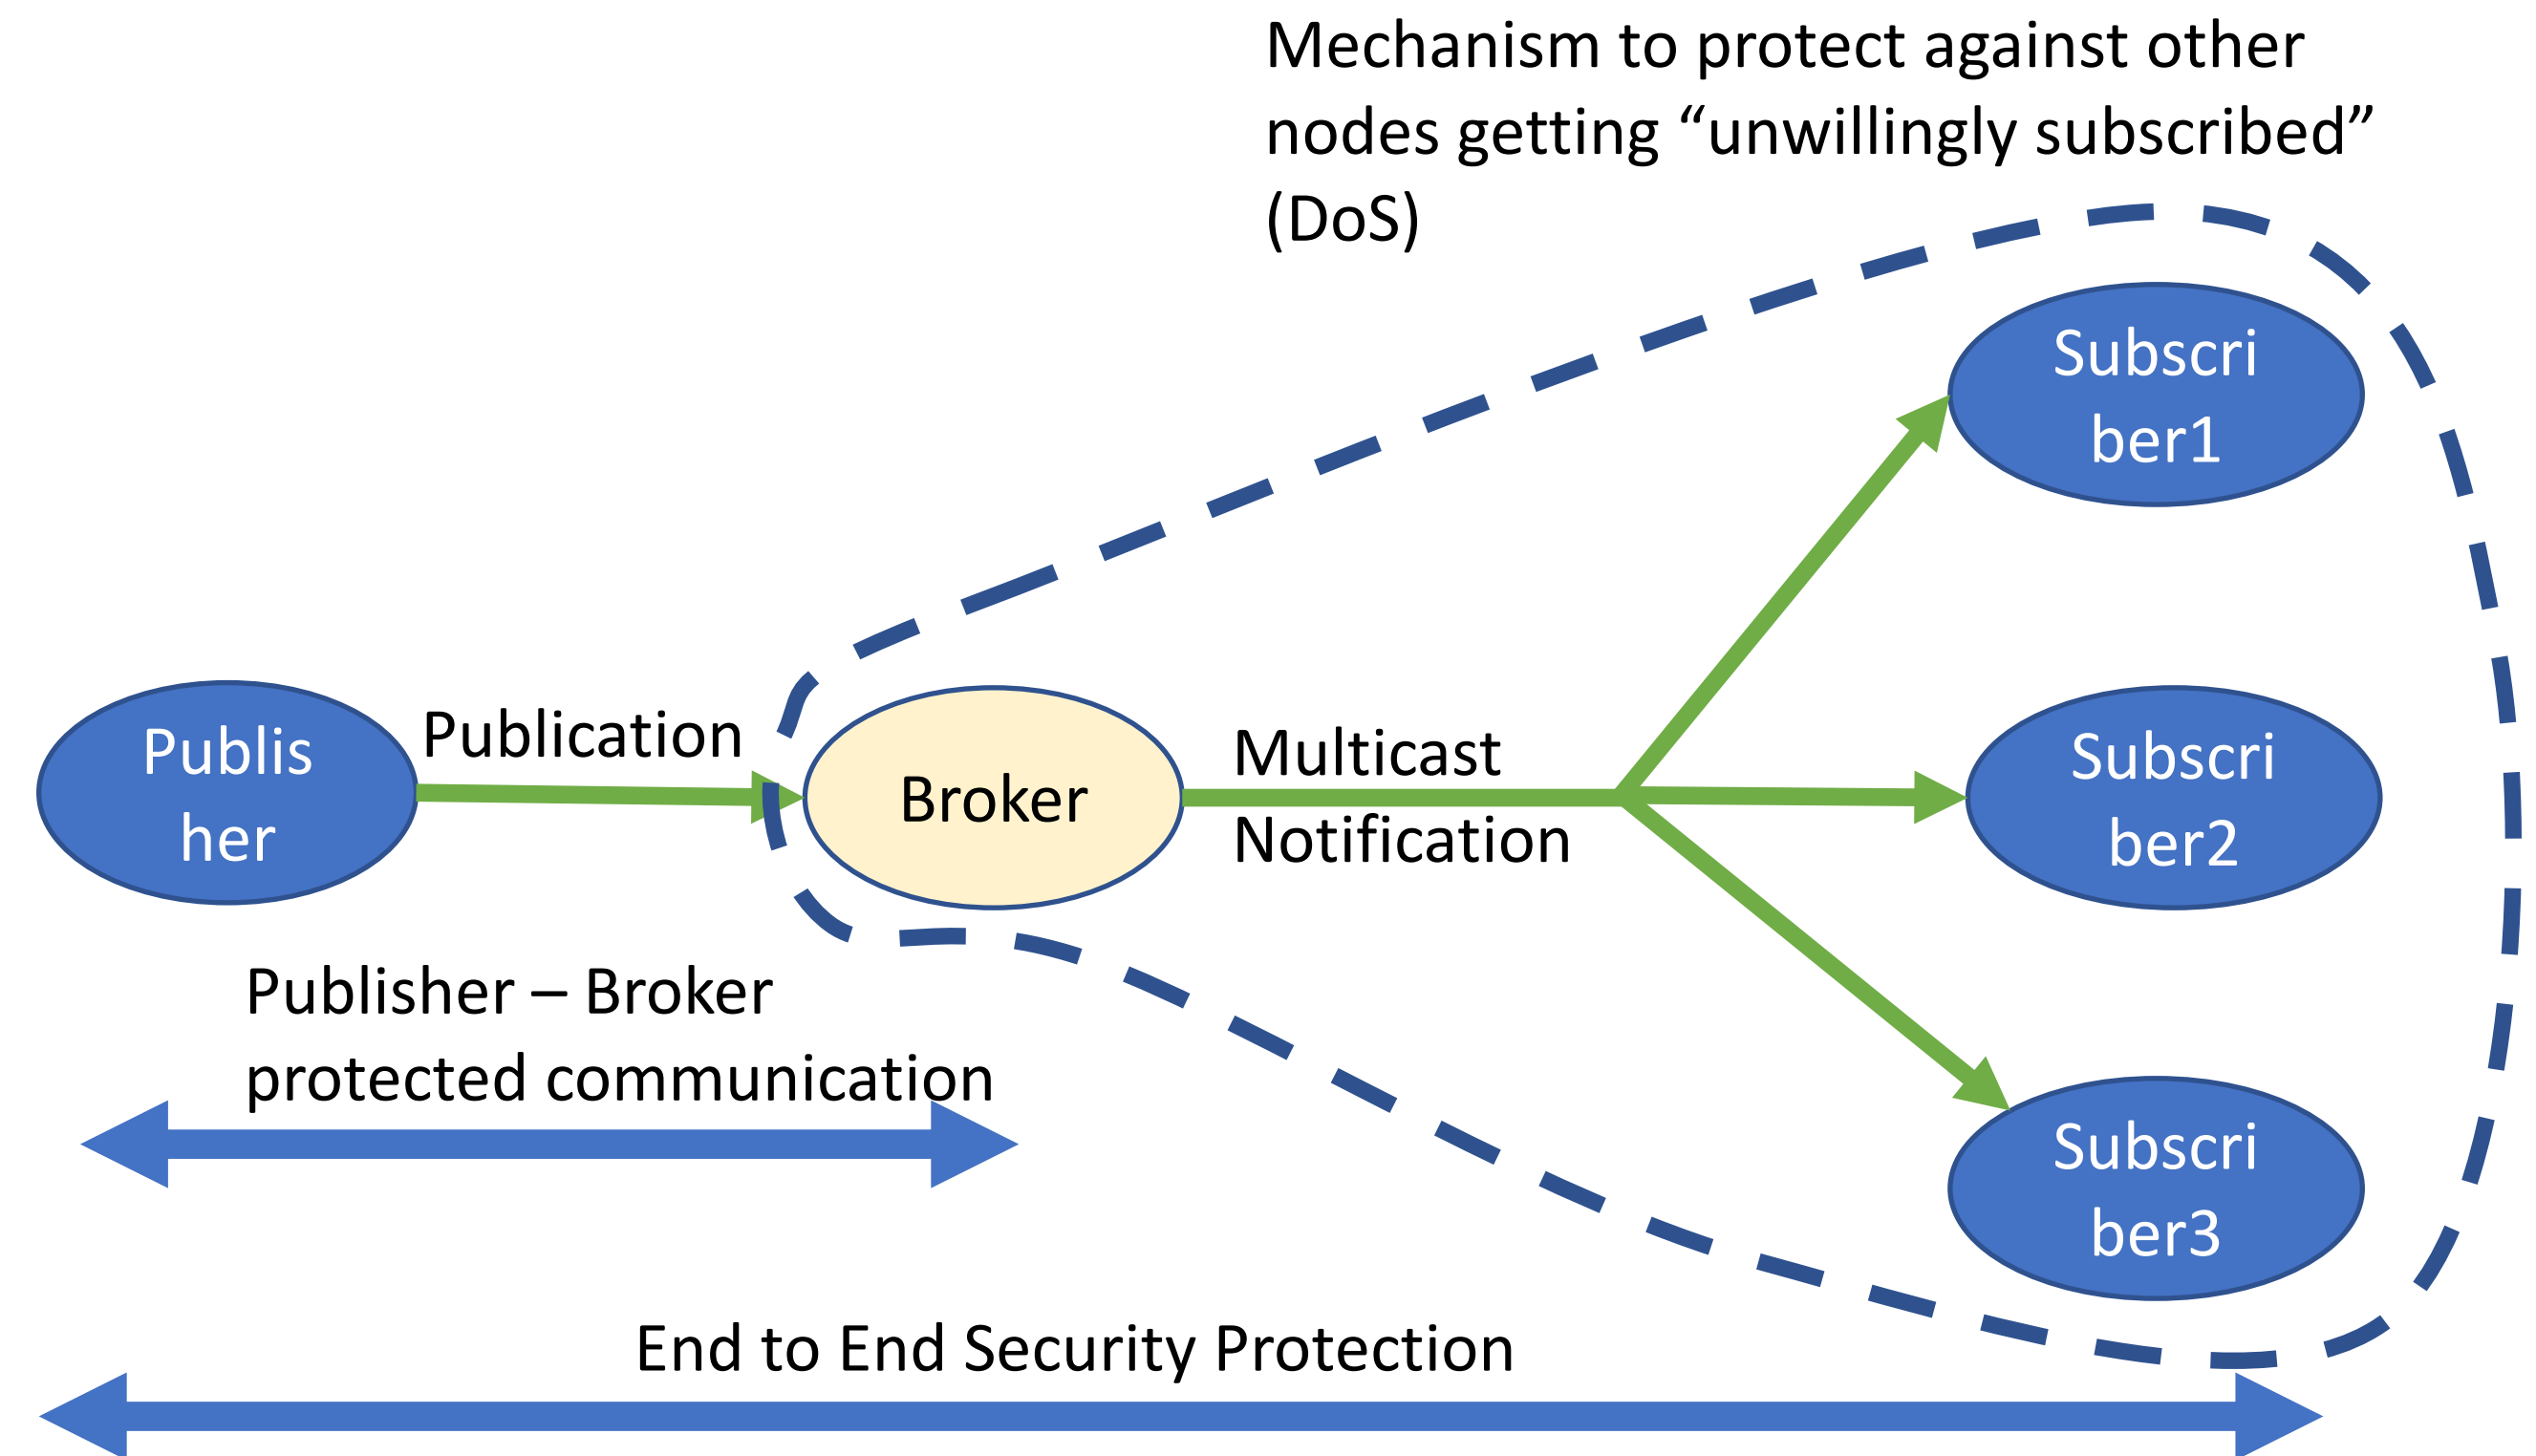 Mechanism to protect against other
nodes getting “unwillingly subscribed”
(DoS)
Subscri
ber1
Publis
her
Publication
Broker
Multicast
Notification
Subscri
ber2
Publisher – Broker
protected communication
Subscri
ber3
End to End Security Protection